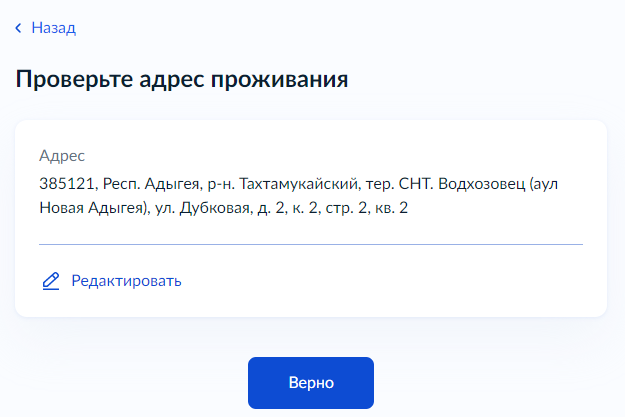 Назад
Проверьте адрес проживания
Адрес
385121, Респ. Адыгея, р-н. Тахтамукайский, тер. СНТ. Водхозовец (аул
Новая Адыгея), ул. Дубковая, д. 2, к. 2, стр. 2, кв. 2
Редактировать
Верно